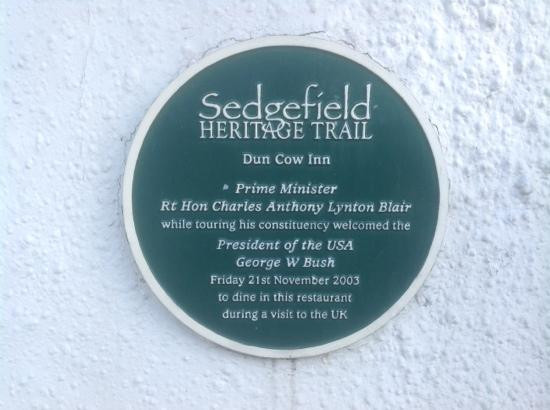 Sedgefield
HERITAGE TRAIL
Dun Cow Inn
Prime Minister
Rt Hon Charles Anthony Lynton Blair
while touring his constituency welcomed the
President of the USA
George W Bush
Friday 21st November 2003
to dine in this restaurant
during a visit to the UK